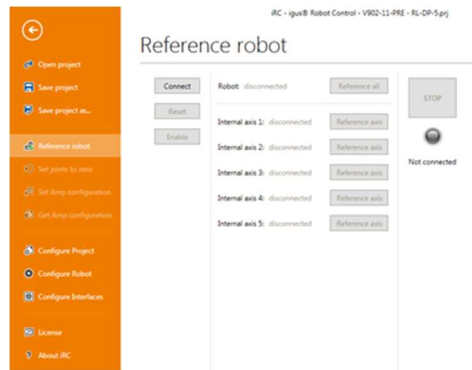 iRC - igus® Robot Control - V902-11-PRE - RL-DP-5.prj
Reference robot
Open project
Save project
Save project as...
Reference robot
Set joints to zero
Set Amp configuration
Get Amp configuration
Configure Project
Configure Robot
Configure Interfaces
License
About iRC
Connect
Reset
Enable
Robot: disconnected Reference all
Internal axis 1: disconnected Reference axis
Internal axis 2: disconnected Reference axis
Internal axis 3: disconnected Reference axis
Internal axis 4: disconnected Reference axis
Internal axis 5: disconnected Reference axis
STOP
Not connected